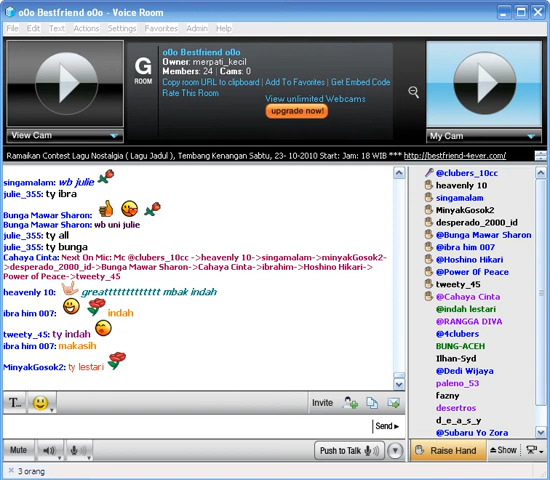 oOo Bestfriend oOo - Voice Room
File Edit Text Actions Settings Favorites Admin Help
G
ROOM
oOo Bestfriend oOo
Owner: merpati_kecil
Members: 24 | Cams: 0
Copy room URL to clipboard | Add To Favorites | Get Embed Code
Rate This Room
View unlimited Webcams
upgrade now!
View Cam
My Cam
Ramaikan Contest Lagu Nostalgia ( Lagu Jadul ), Tembang Kenangan Sabtu, 23- 10-2010 Start: Jam: 18 WIB *** http://bestfriend-4ever.com/
singamalam: wb julie
julie_355: ty ibra
Bunga Mawar Sharon:
Bunga Mawar Sharon: wb uni julie
julie_355: ty all
julie_355: ty bunga
Cahaya Cinta: Next On Mic: Mc @clubers_10cc ->heavenly 10->singamalam->minyakGosok2-
>desperado_2000_id->Bunga Mawar Sharon->Cahaya Cinta->ibrahim->Hoshino Hikari->
Power of Peace->tweety_45
heavenly 10: greatttttttttttttt mbak indah
ibra him 007: indah
tweety_45: ty indah
ibra him 007: makasih
MinyakGosok2: ty lestari
@clubers_10cc
heavenly 10
singamalam
MinyakGosok2
desperado_2000_id
@Bunga Mawar Sharon
@ibra him 007
@Hoshino Hikari
@Power Of Peace
tweety_45
@Cahaya Cinta
@indah lestari
@RANGGA DIVA
@4clubers
BUNG-ACEH
Ilhan-Syd
@Dedi Wijaya
paleno_53
fazny
desertros
d_e_a_s_y
@Subaru Yo Zora
T...
Invite
Send
Mute
Push to Talk
Raise Hand
Show
3 orang